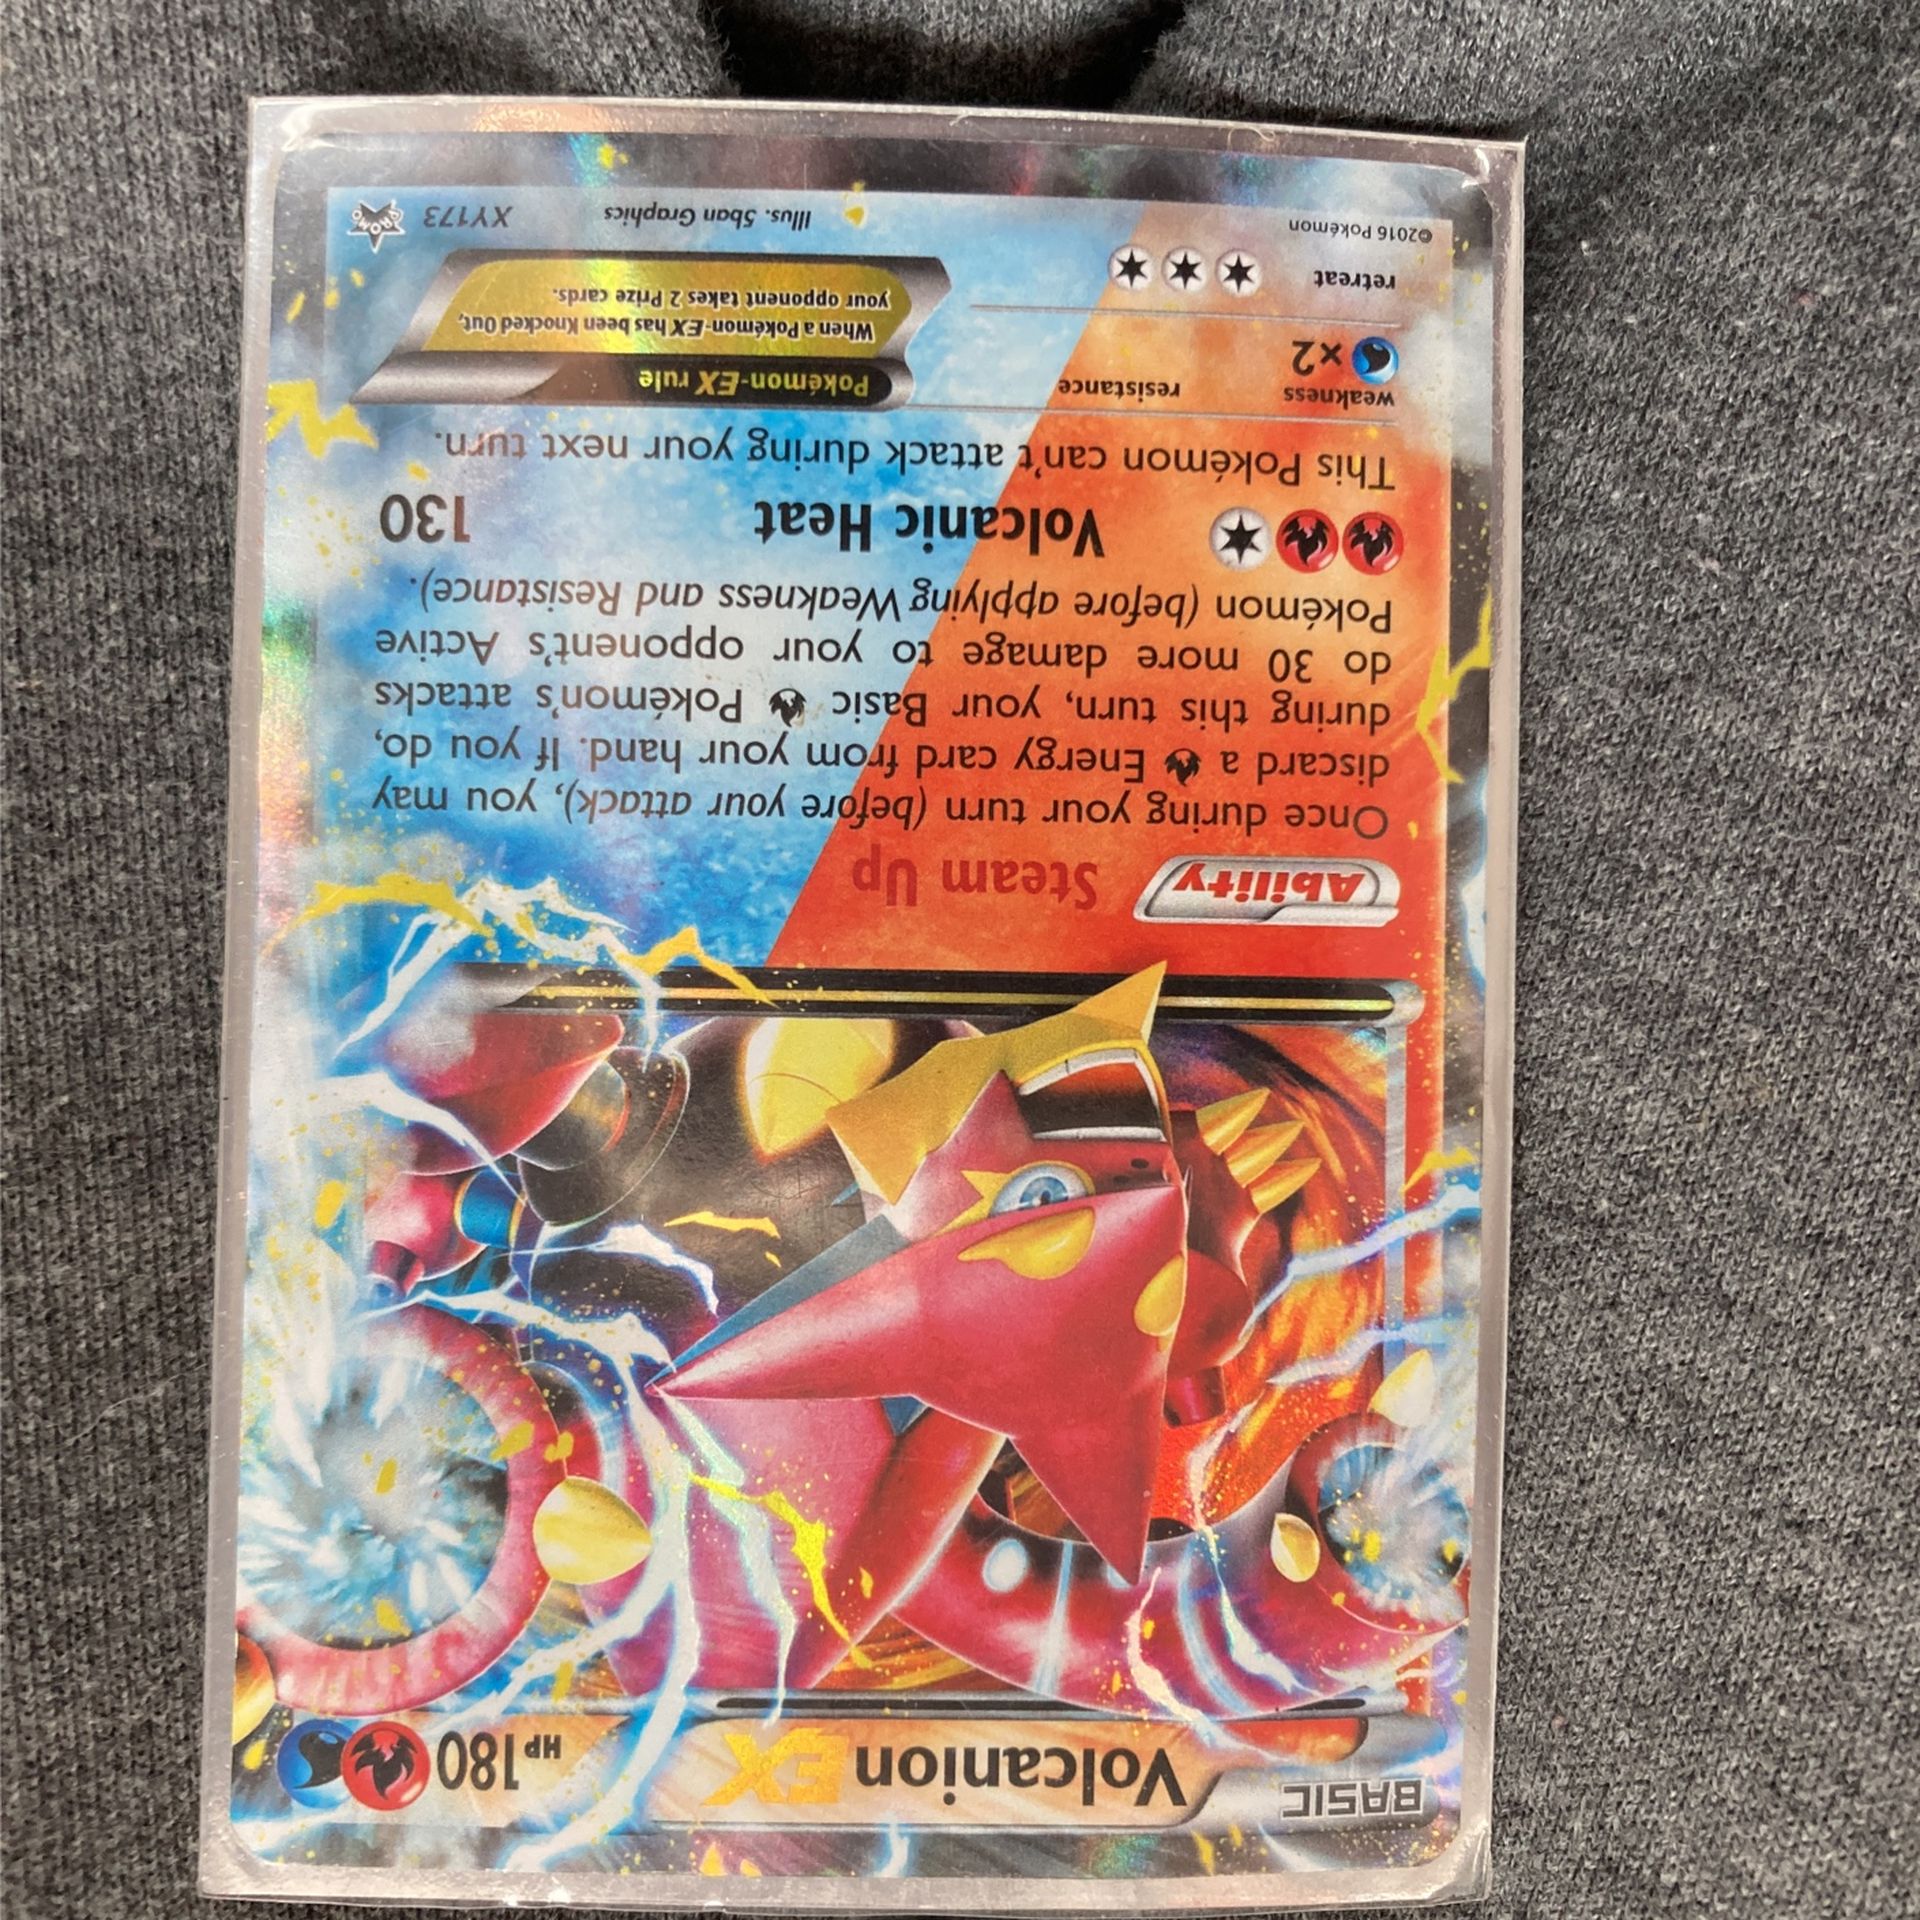 BASIC
Volcanion EX HP180
Ability Steam Up
Once during your turn (before your attack), you may
discard a Energy card from your hand. If you do,
during this turn, your Basic Pokémon's attacks
do 30 more damage to your opponent's Active
Pokémon (before applying Weakness and Resistance).
Volcanic Heat 130
This Pokémon can't attack during your next turn.
weakness resistance
×2
retreat
Pokémon-EX rule
When a Pokémon-EX has been Knocked Out,
your opponent takes 2 Prize cards.
©2016 Pokémon Illus. 5ban Graphics XY173
PROMO